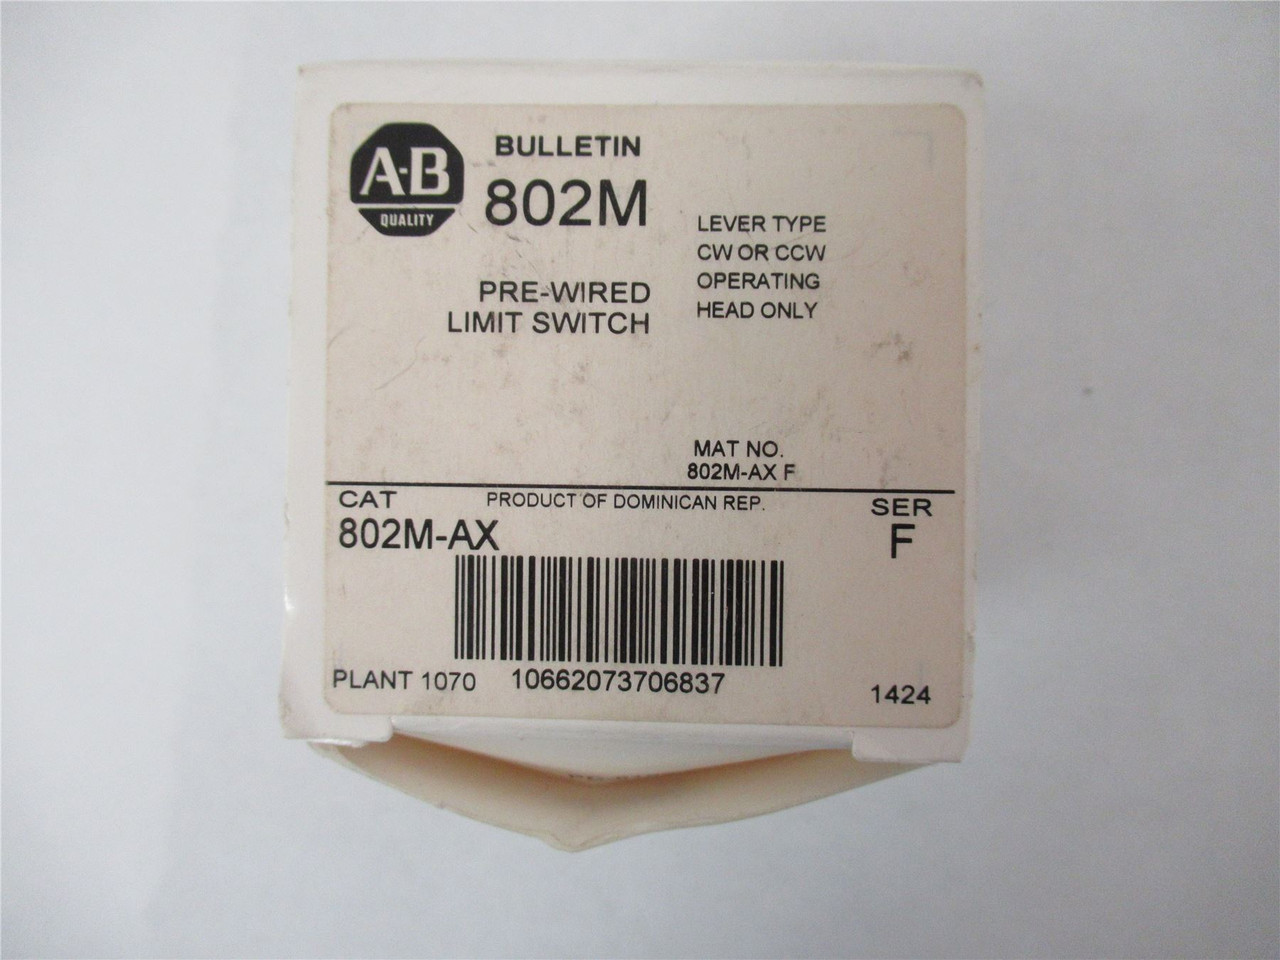 A-B
QUALITY
BULLETIN
802M
PRE-WIRED
LIMIT SWITCH
LEVER TYPE
CW OR CCW
OPERATING
HEAD ONLY
MAT NO.
802M-AX F
CAT
PRODUCT OF DOMINICAN REP.
SER
802M-AX
F
PLANT 1070
10662073706837
1424